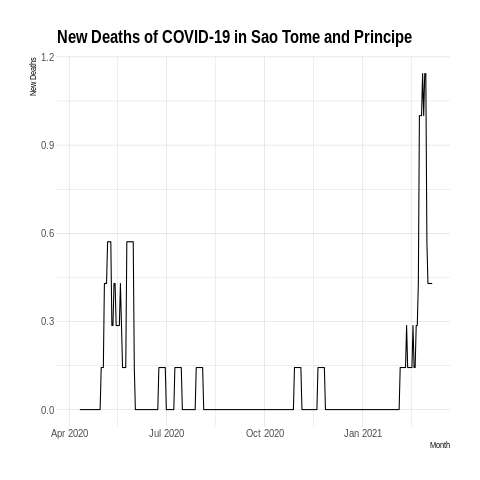 New Deaths of COVID-19 in Sao Tome and Principe
New Deaths
1.2
0.9
0.6
0.3
0.0
Apr 2020 Jul 2020 Oct 2020 Jan 2021
Month